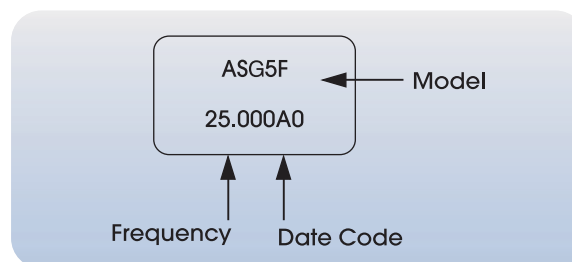 ASG5F
Model
25.000A0
Frequency
Date Code